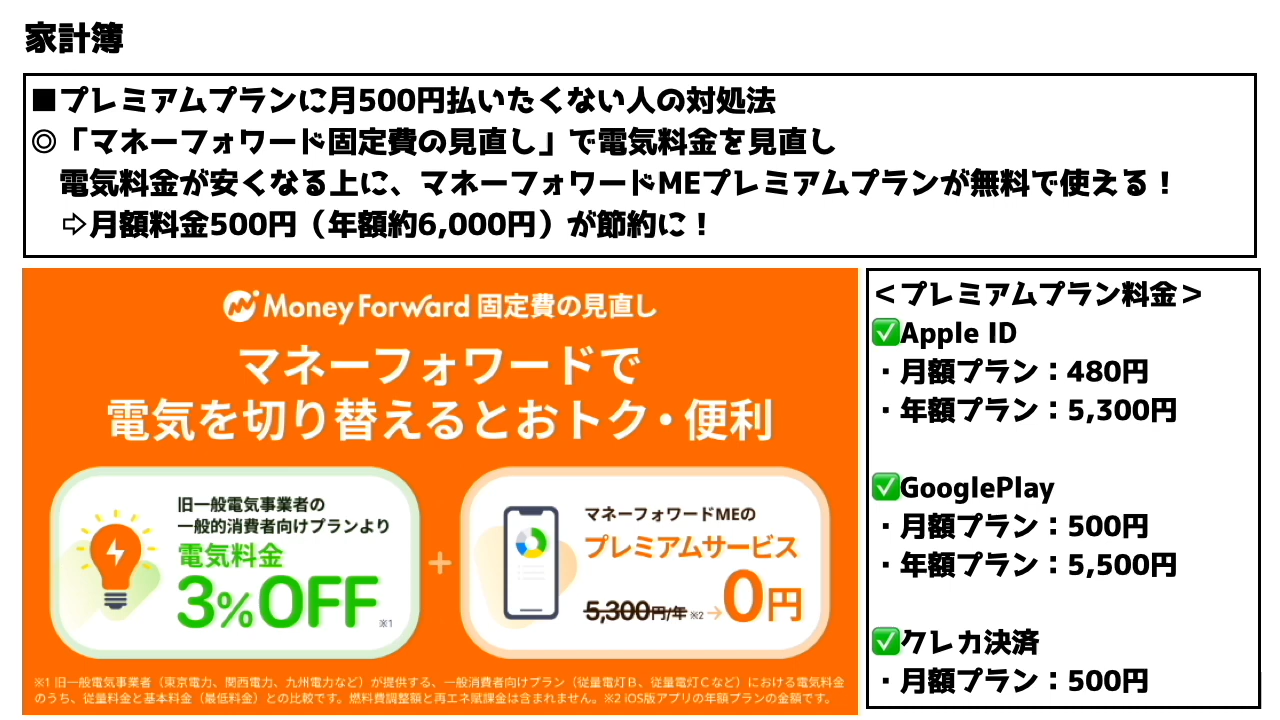 家計簿
■プレミアムプランに月500円払いたくない人の対処法
◎「マネーフォワード固定費の見直し」で電気料金を見直し
電気料金が安くなる上に、マネーフォワードMEプレミアムプランが無料で使える！
⇨月額料金500円（年額約6,000円）が節約に！
Money Forward 固定費の見直し
マネーフォワードで
電気を切り替えるとおトク・便利
旧一般電気事業者の
一般的消費者向けプランより
電気料金
3%OFF ※1
+
マネーフォワードMEの
プレミアムサービス
5,300円/年 ※2 →0円
※1 旧一般電気事業者（東京電力、関西電力、九州電力など）が提供する、一般消費者向けプラン（従量電灯B、従量電灯Cなど）における電気料金
のうち、従量料金と基本料金（最低料金）との比較です。燃料費調整額と再エネ賦課金は含まれません。※2 iOS版アプリの年額プランの金額です。
＜プレミアムプラン料金＞
✅Apple ID
・月額プラン：480円
・年額プラン：5,300円
✅GooglePlay
・月額プラン：500円
・年額プラン：5,500円
✅クレカ決済
・月額プラン：500円